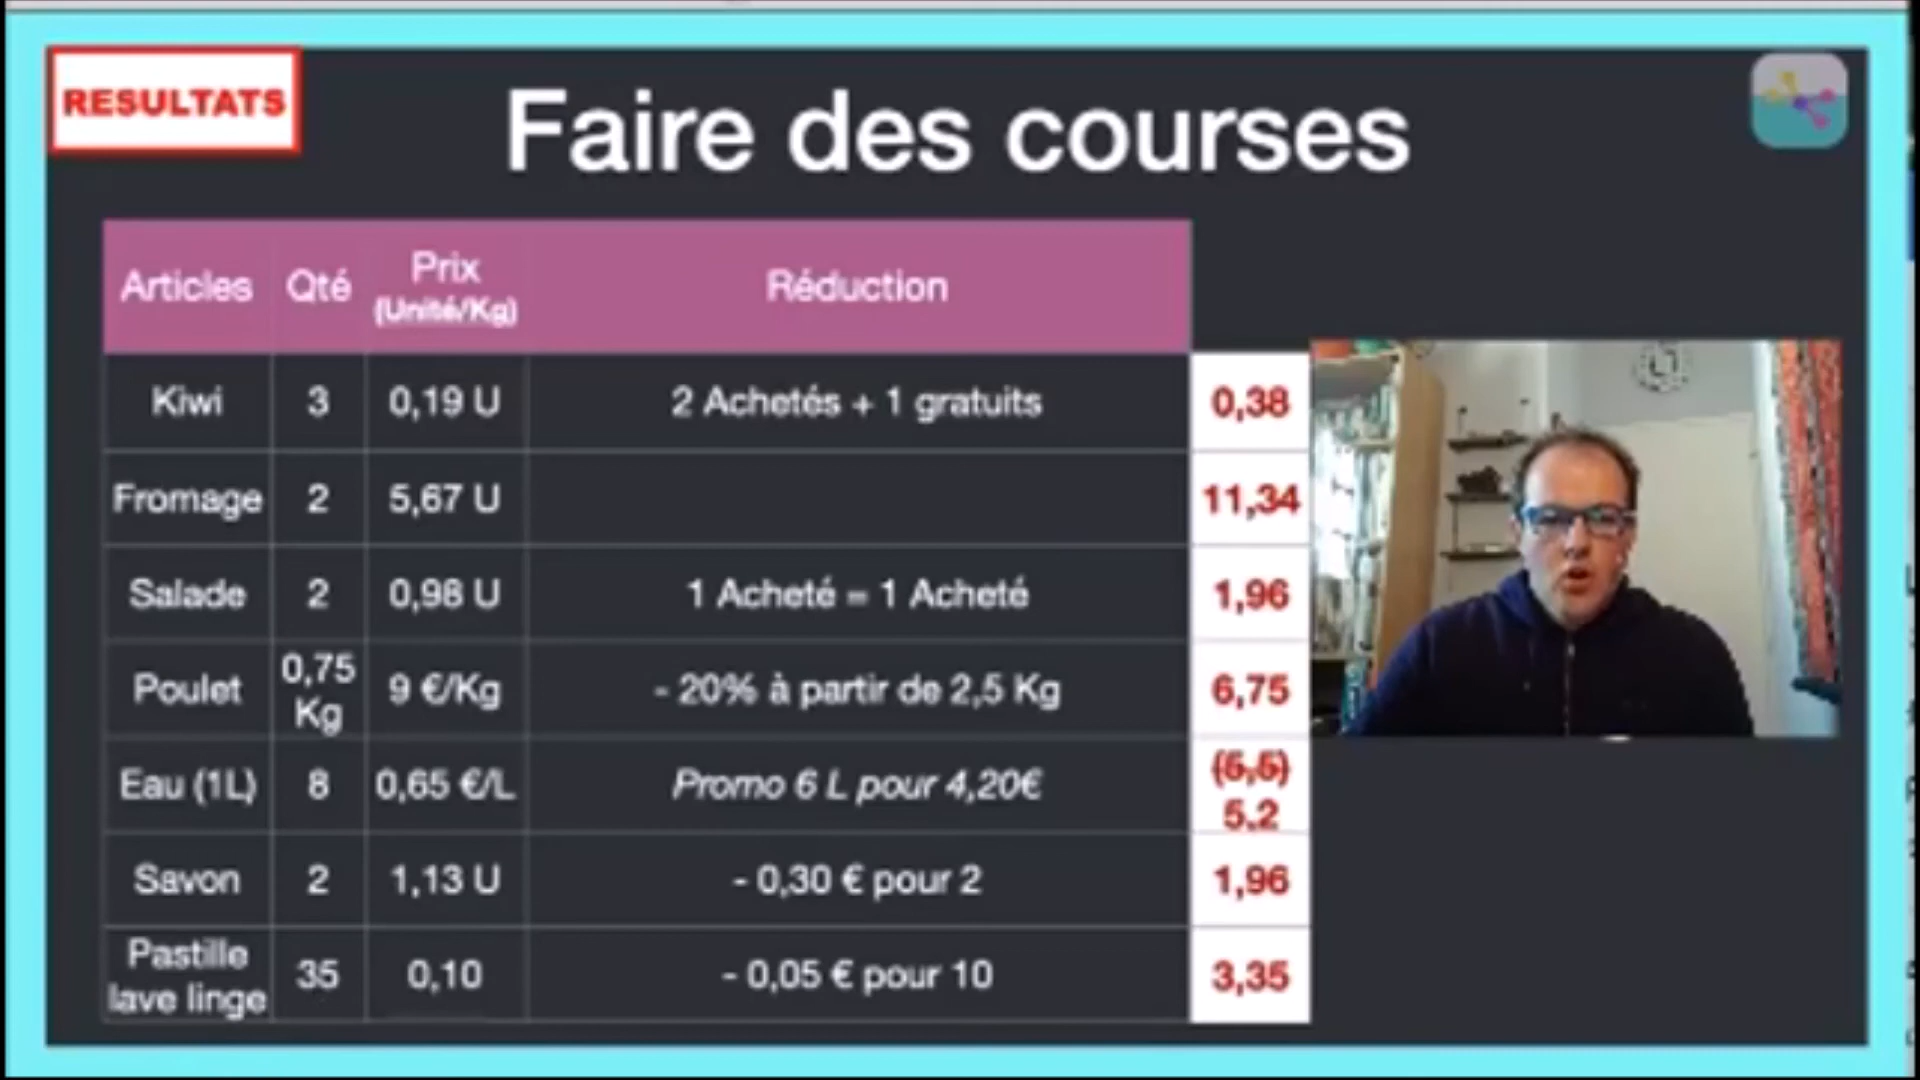 RESULTATS
Faire des courses
Articles Qté Prix (Unité/Kg) Réduction
Kiwi 3 0,19 U 2 Achetés + 1 gratuits 0,38
Fromage 2 5,67 U 11,34
Salade 2 0,98 U 1 Acheté = 1 Acheté 1,96
Poulet 0,75 Kg 9 €/Kg - 20% à partir de 2,5 Kg 6,75
Eau (1L) 8 0,65 €/L Promo 6 L pour 4,20€ (5,5) 5.2
Savon 2 1,13 U - 0,30 € pour 2 1,96
Pastille lave linge 35 0,10 - 0,05 € pour 10 3,35